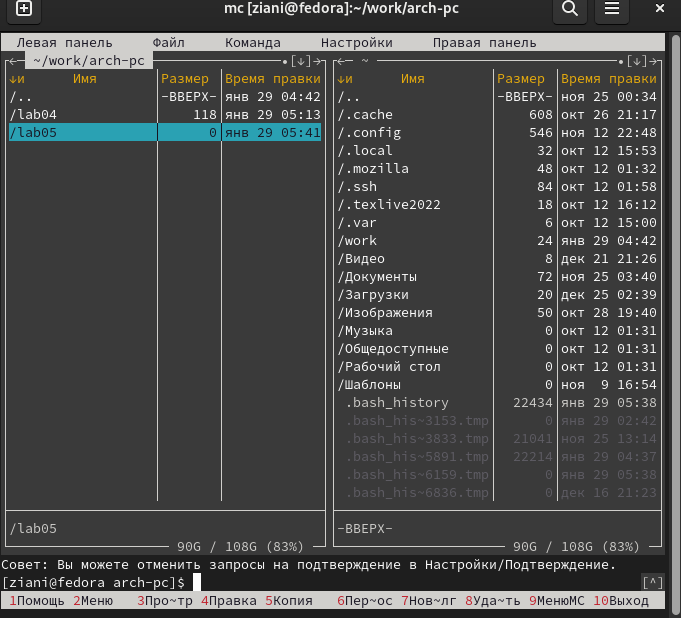 mc [ziani@fedora]:~/work/arch-pc
Левая панель Файл Команда Настройки Правая панель
~/work/arch-pc [↓] ~ [↓]
↓и Имя Размер Время правки ↓и Имя Размер Время правки
/.. -ВВЕРХ- янв 29 04:42 /.. -ВВЕРХ- ноя 25 00:34
/lab04 118 янв 29 05:13 /.cache 608 окт 26 21:17
/lab05 0 янв 29 05:41 /.config 546 ноя 12 22:48
/.local 32 окт 12 15:53
/.mozilla 48 окт 12 01:32
/.ssh 84 окт 12 01:58
/.texlive2022 18 окт 12 16:12
/.var 6 окт 12 15:00
/work 24 янв 29 04:42
/Видео 8 дек 21 21:26
/Документы 72 ноя 25 03:40
/Загрузки 20 дек 25 02:39
/Изображения 50 окт 28 19:40
/Музыка 0 окт 12 01:31
/Общедоступные 0 окт 12 01:31
/Рабочий стол 0 окт 12 01:31
/Шаблоны 0 ноя 9 16:54
.bash_history 22434 янв 29 05:38
.bash_his~3153.tmp 0 янв 29 02:42
.bash_his~3833.tmp 21041 ноя 25 13:14
.bash_his~5891.tmp 22214 янв 29 04:37
.bash_his~6159.tmp 0 янв 29 05:38
.bash_his~6836.tmp 0 дек 16 21:23
/lab05 -ВВЕРХ-
90G / 108G (83%) 90G / 108G (83%)
Совет: Вы можете отменить запросы на подтверждение в Настройки/Подтверждение.
[ziani@fedora arch-pc]$ [^]
1Помощь 2Меню 3Про~тр 4Правка 5Копия 6Пер~ос 7Нов~лг 8Уда~ть 9МенюМС 10Выход